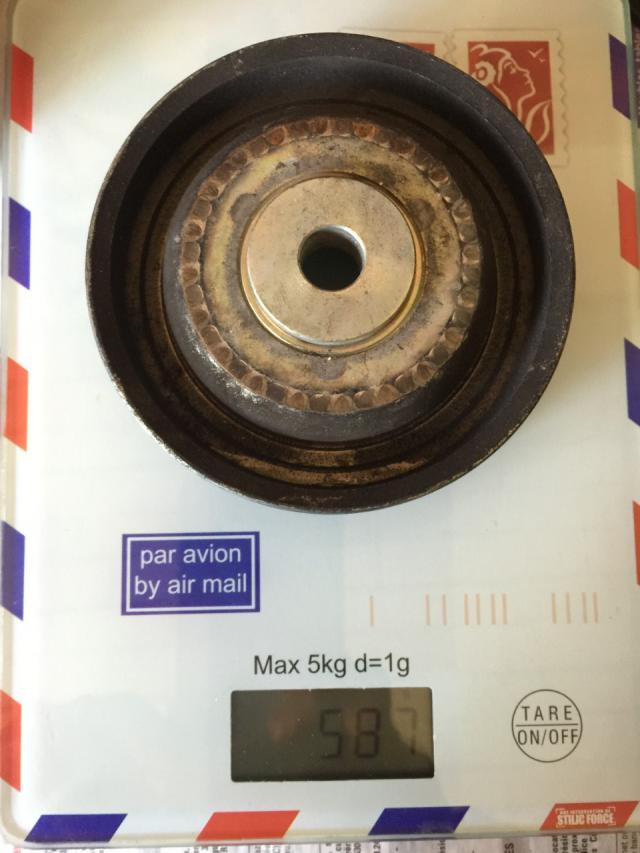 par avion
by air mail
Max 5kg d=1g
587
TARE
ON/OFF
STILIC FORCE